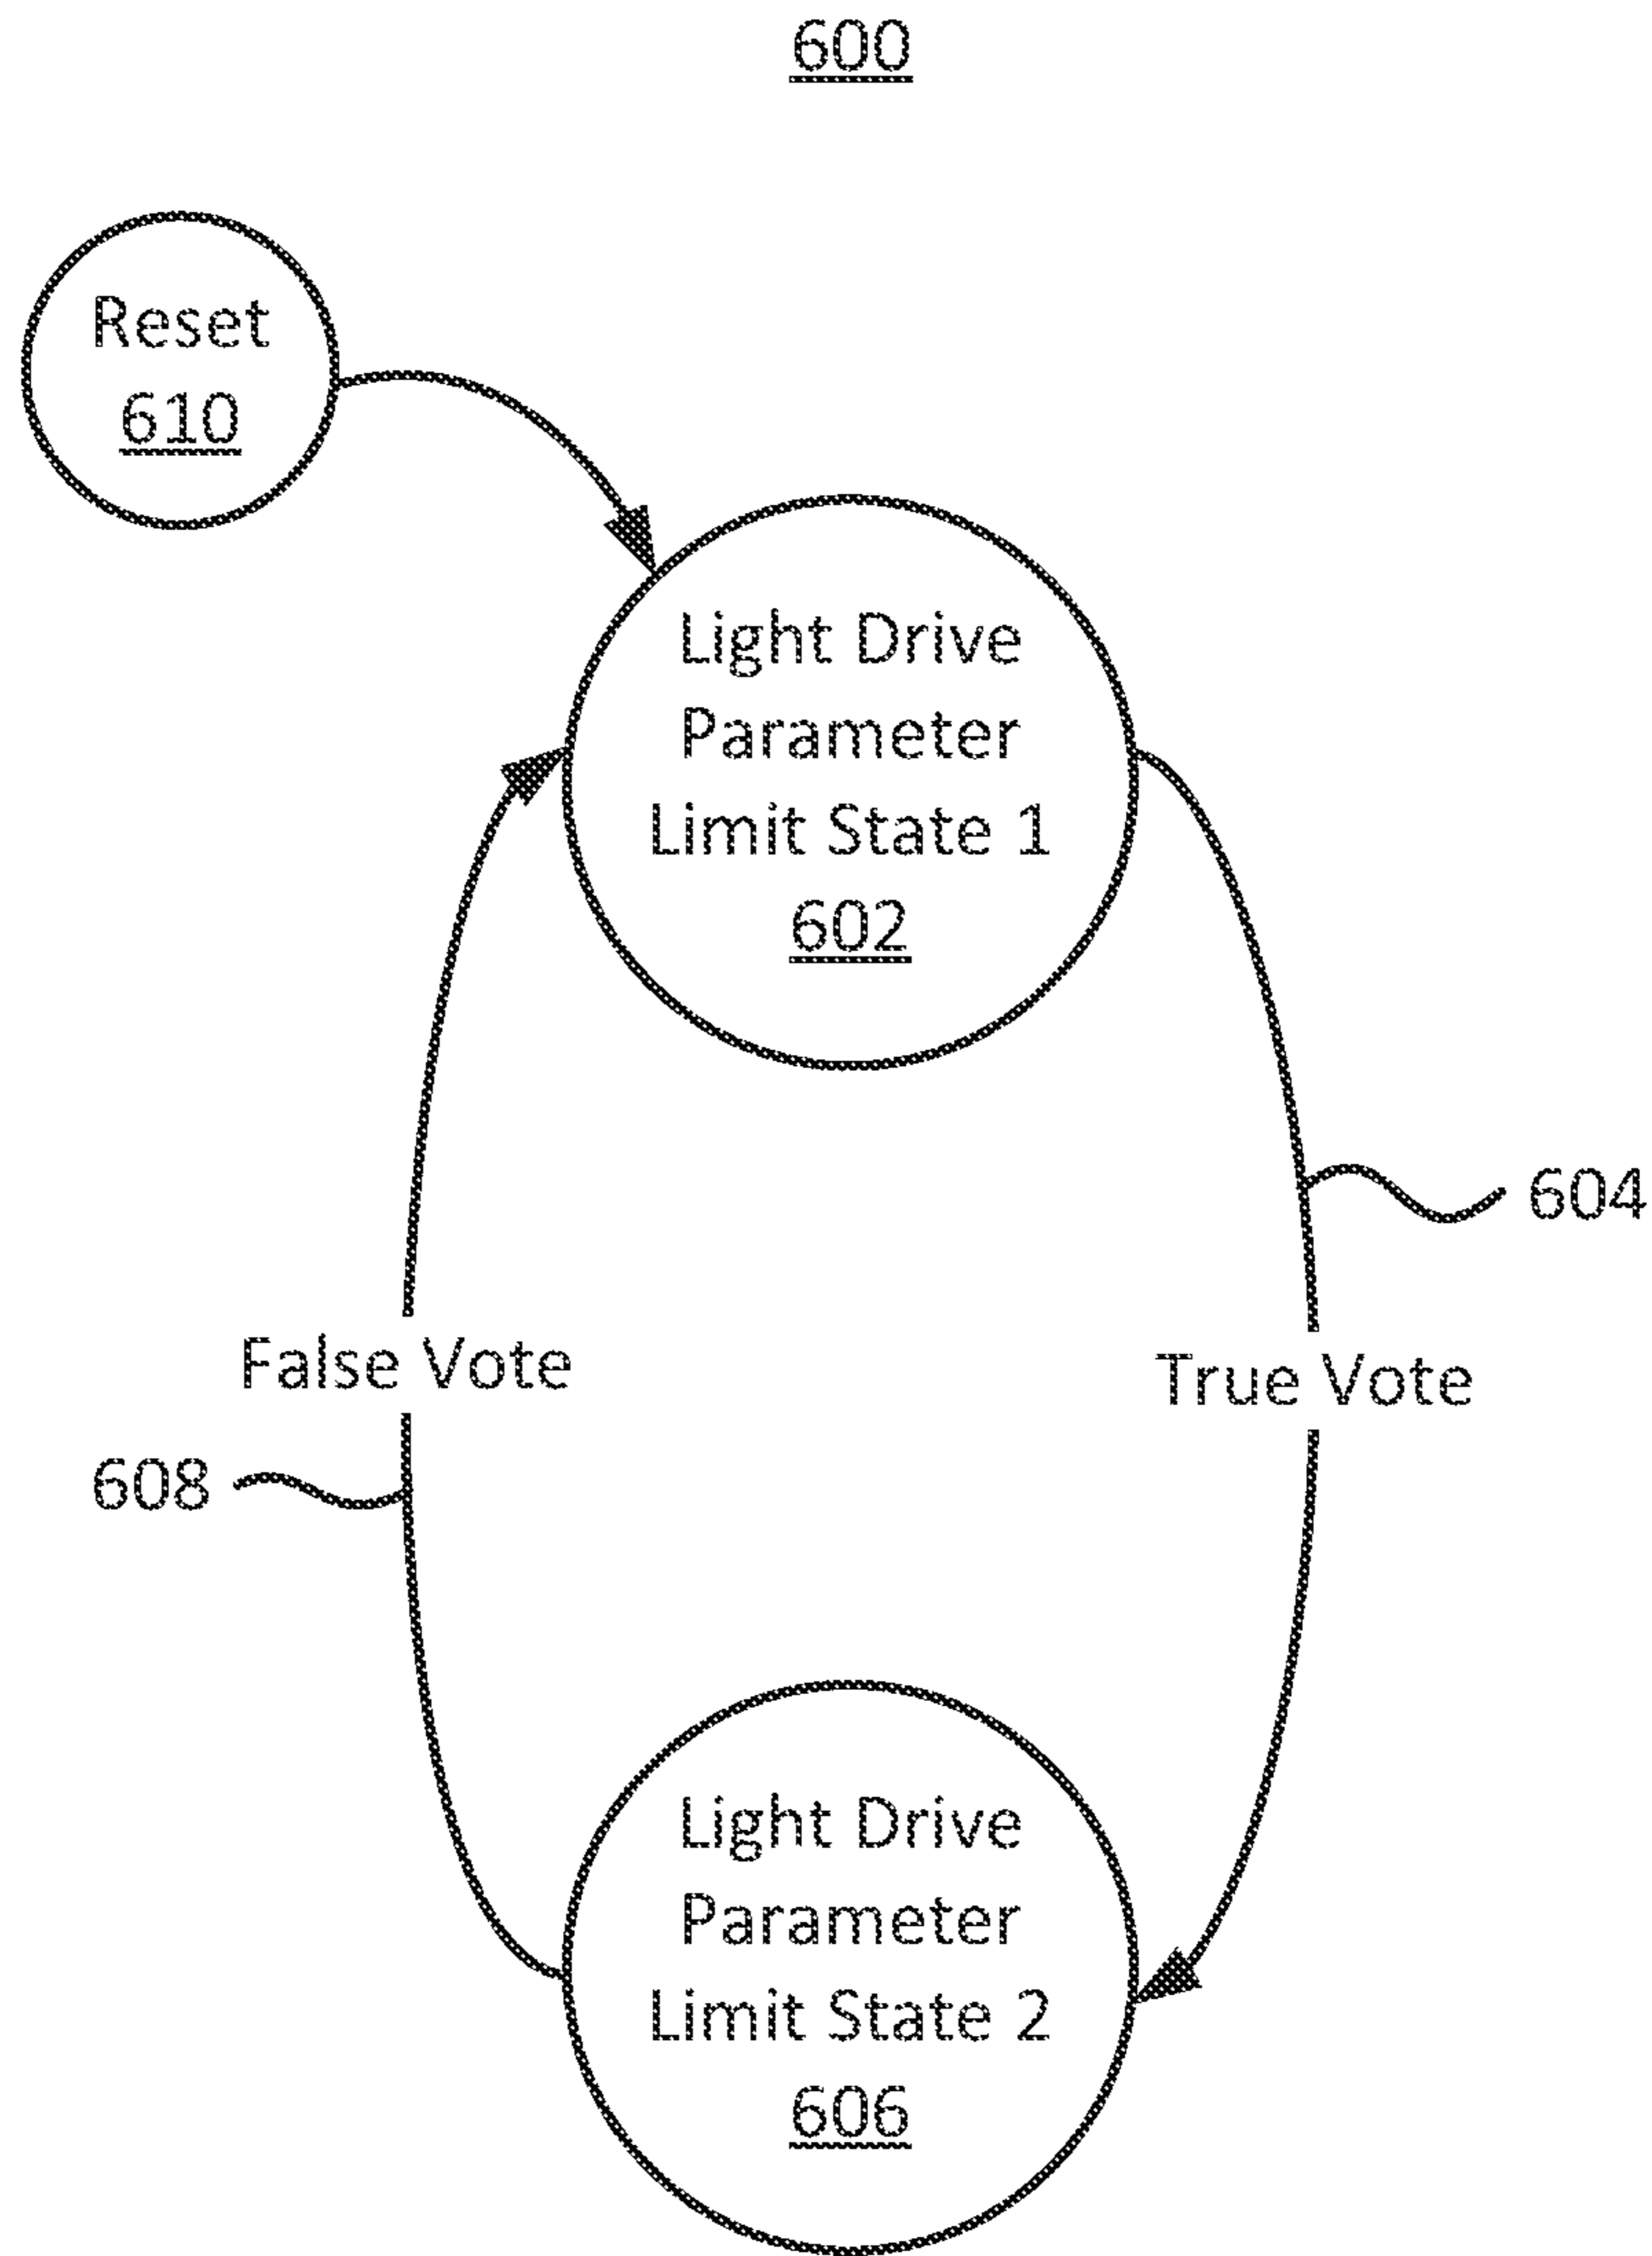 600
Reset
610
Light Drive
Parameter
Limit State 1
602
604
False Vote
True Vote
608
Light Drive
Parameter
Limit State 2
606